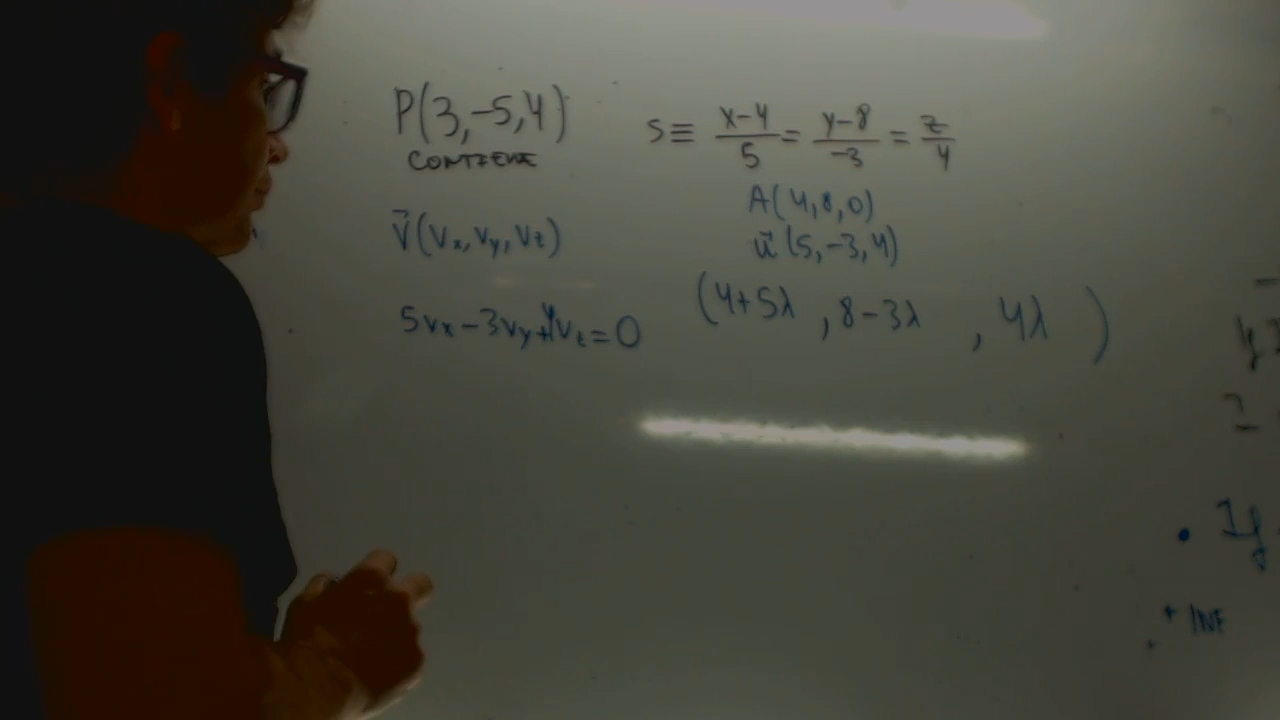 P(3,-5,4)
CONTIENE
S≡ x-4/5 = y-8/-3 = z/4
A(4,8,0)
u⃗(5,-3,4)
v⃗(vx,vy,vz)
(4+5λ, 8-3λ, 4λ)
5vx-3vy+4vz=0
If
+ INF